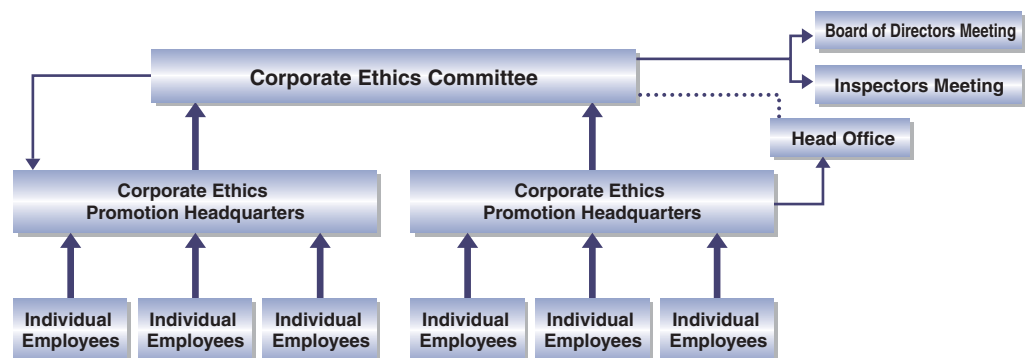 Board of Directors Meeting
Corporate Ethics Committee
Inspectors Meeting
Head Office
Corporate Ethics
Promotion Headquarters
Corporate Ethics
Promotion Headquarters
Individual
Employees
Individual
Employees
Individual
Employees
Individual
Employees
Individual
Employees
Individual
Employees